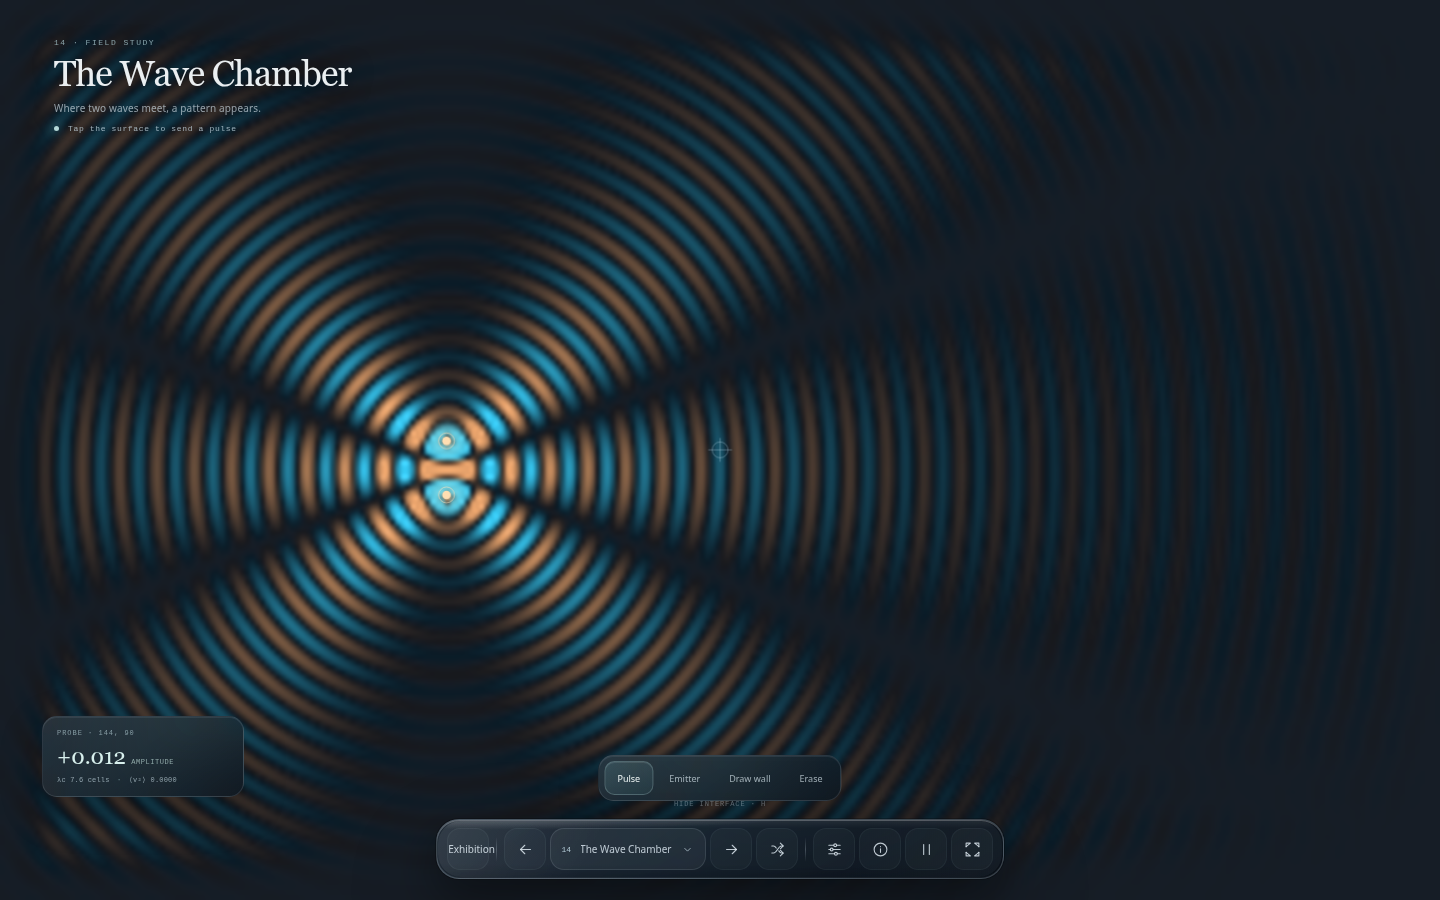 14 · FIELD STUDY
The Wave Chamber
Where two waves meet, a pattern appears.
Tap the surface to send a pulse
PROBE · 144, 90
+0.012 AMPLITUDE
λc 7.6 cells · ⟨v²⟩ 0.0000
Pulse Emitter Draw wall Erase
HIDE INTERFACE · H
Exhibition 14 The Wave Chamber